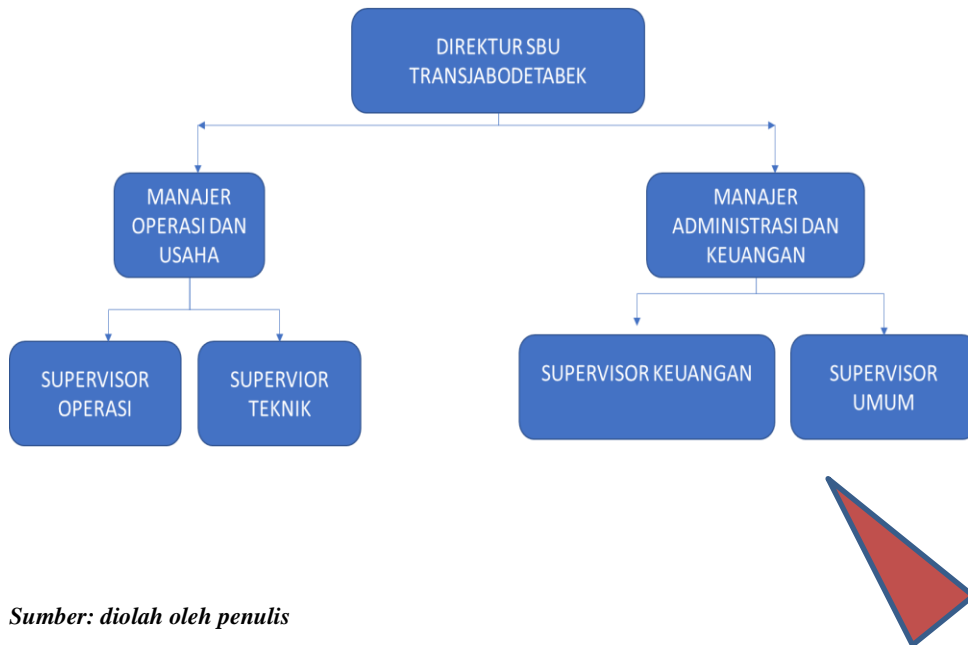 DIREKTUR SBU
TRANSJABODETABEK
MANAJER
OPERASI DAN
USAHA
MANAJER
ADMINISTRASI DAN
KEUANGAN
SUPERVISOR
OPERASI
SUPERVIOR
TEKNIK
SUPERVISOR KEUANGAN
SUPERVISOR
UMUM
Sumber: diolah oleh penulis